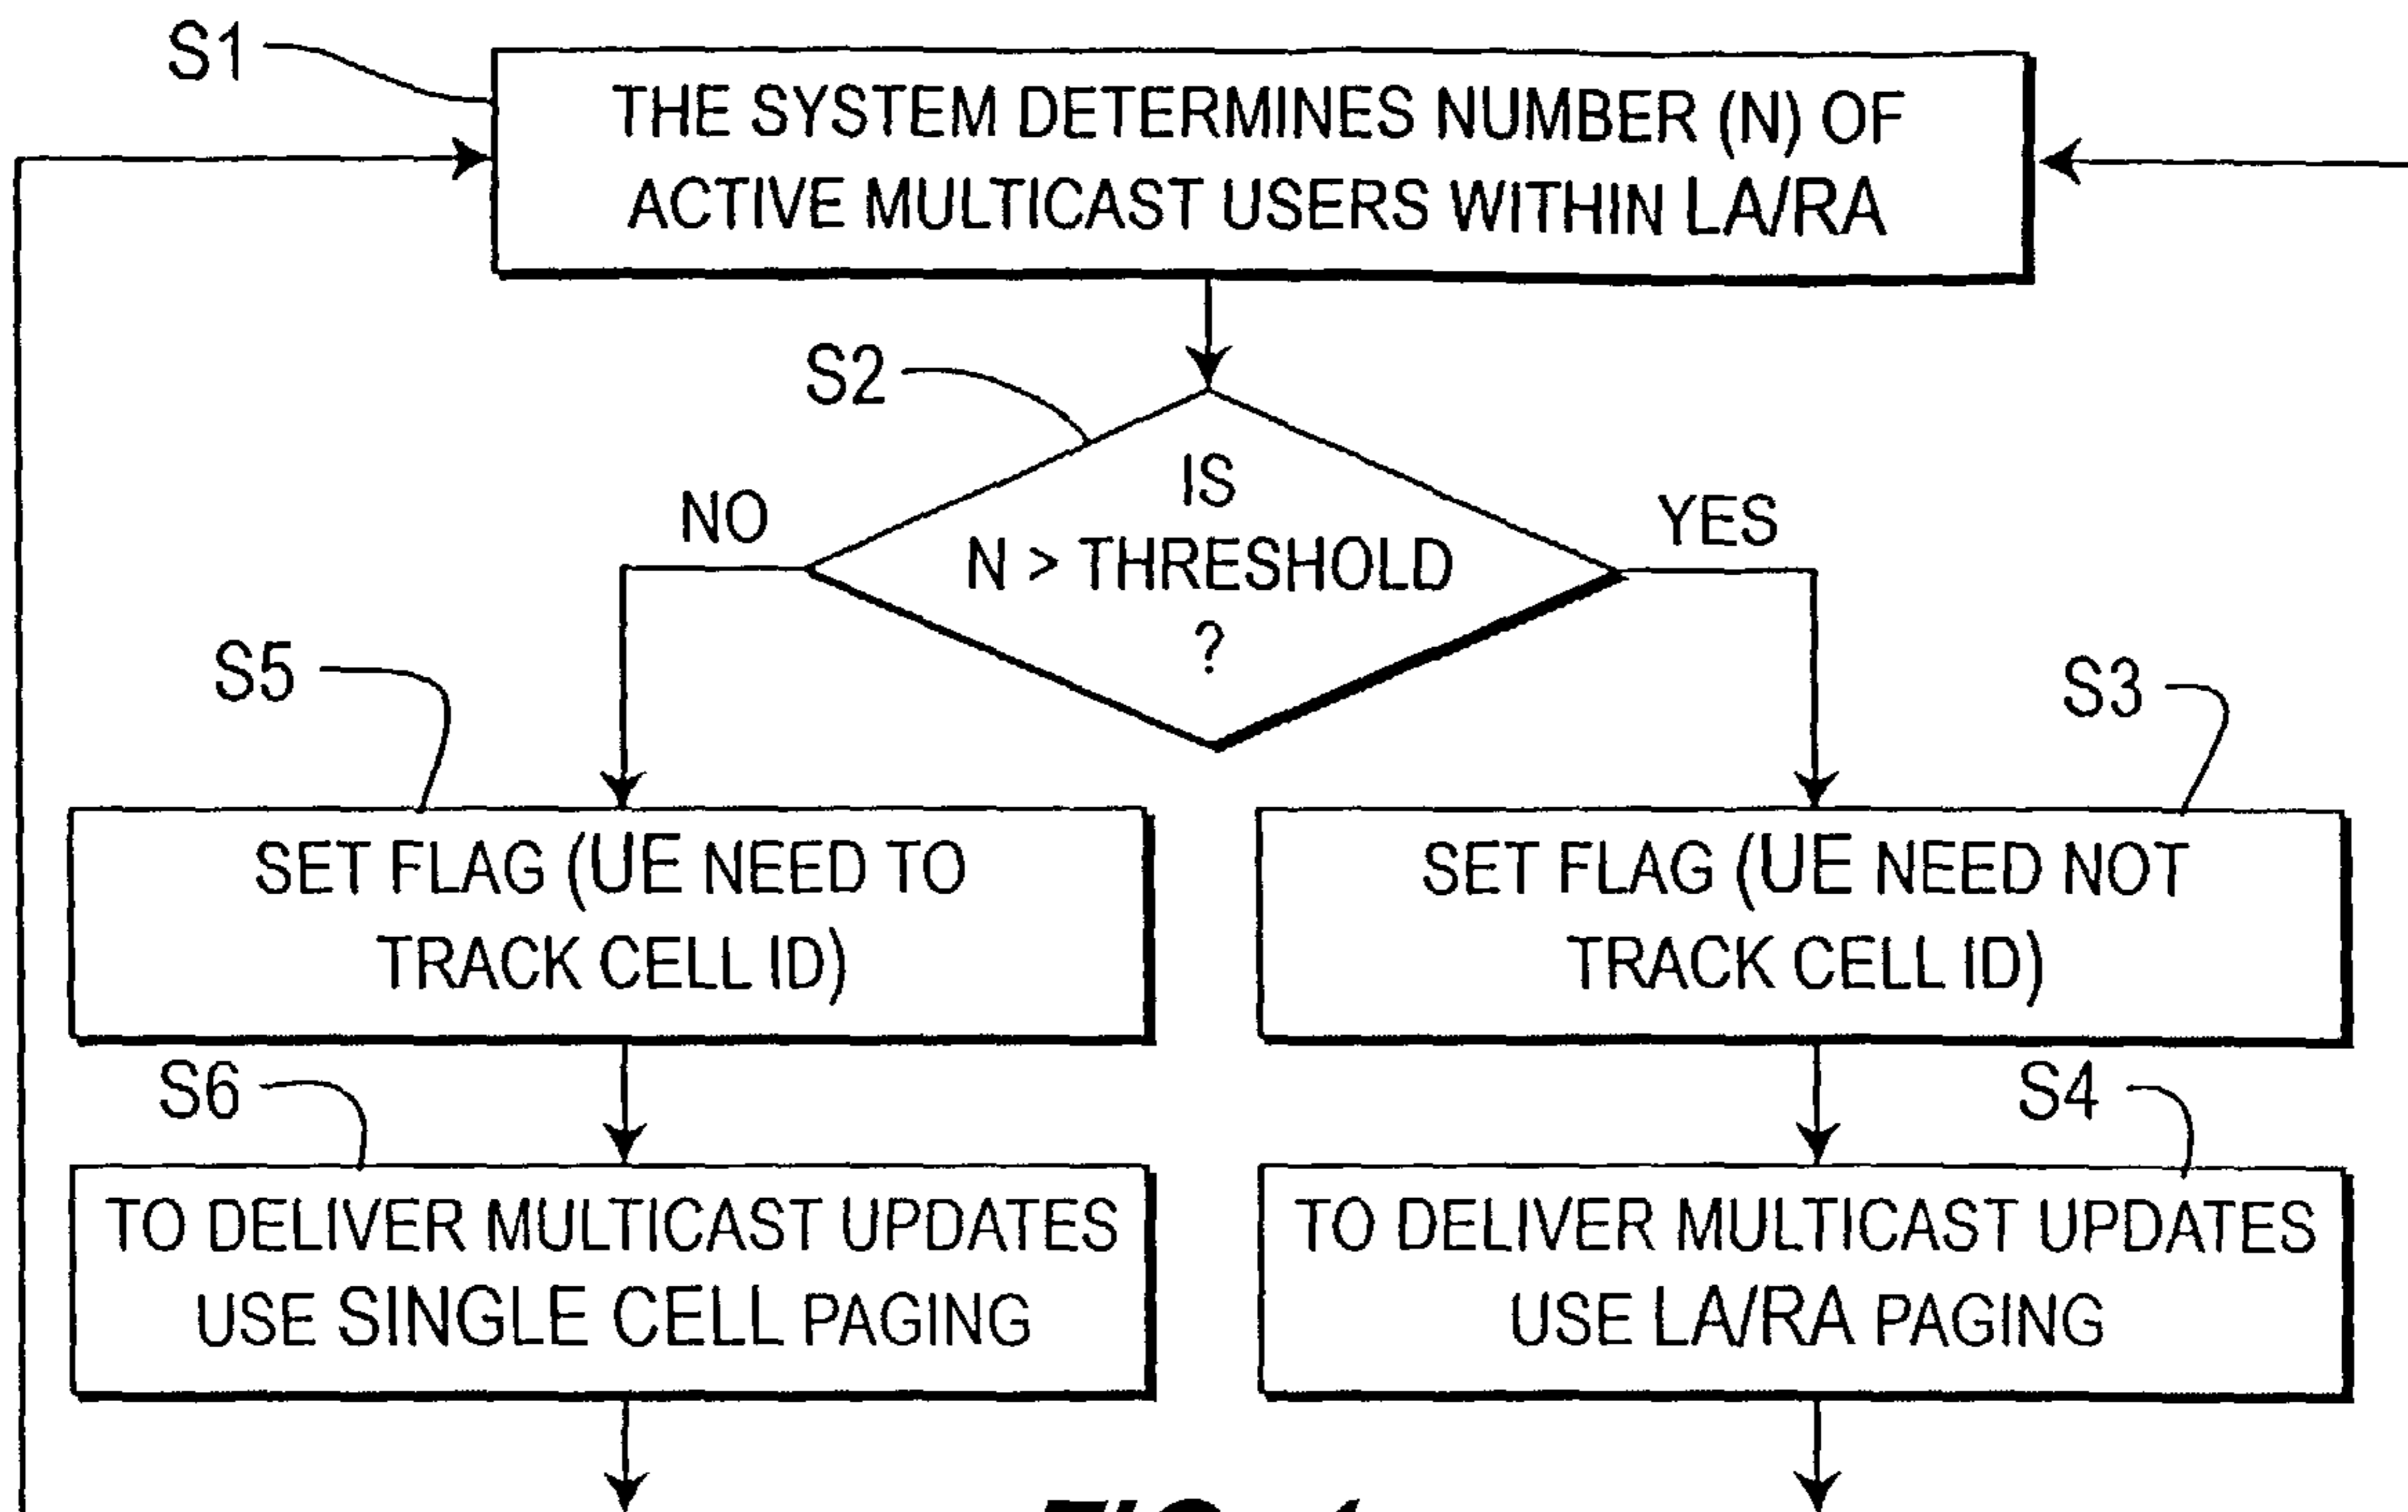 S1
THE SYSTEM DETERMINES NUMBER (N) OF
ACTIVE MULTICAST USERS WITHIN LA/RA
S2
IS
N > THRESHOLD
?
NO
YES
S5
S3
SET FLAG (UE NEED TO
TRACK CELL ID)
SET FLAG (UE NEED NOT
TRACK CELL ID)
S6
S4
TO DELIVER MULTICAST UPDATES
USE SINGLE CELL PAGING
TO DELIVER MULTICAST UPDATES
USE LA/RA PAGING